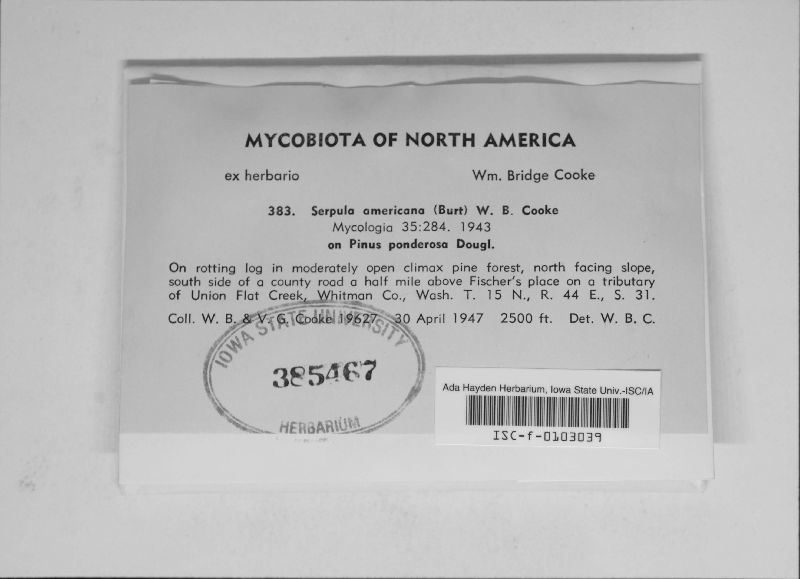 MYCOBIOTA OF NORTH AMERICA
ex herbario Wm. Bridge Cooke
383. Serpula americana (Burt) W. B. Cooke
Mycologia 35:284. 1943
on Pinus ponderosa Dougl.
On rotting log in moderately open climax pine forest, north facing slope,
south side of a county road a half mile above Fischer's place on a tributary
of Union Flat Creek, Whitman Co., Wash. T. 15 N., R. 44 E., S. 31.
Coll. W. B. & V. G. Cooke 19627, 30 April 1947 2500 ft. Det. W. B. C.
IOWA STATE UNIVERSITY
385467
HERBARIUM
Ada Hayden Herbarium, Iowa State Univ.-ISC/IA
ISC-f-0103039